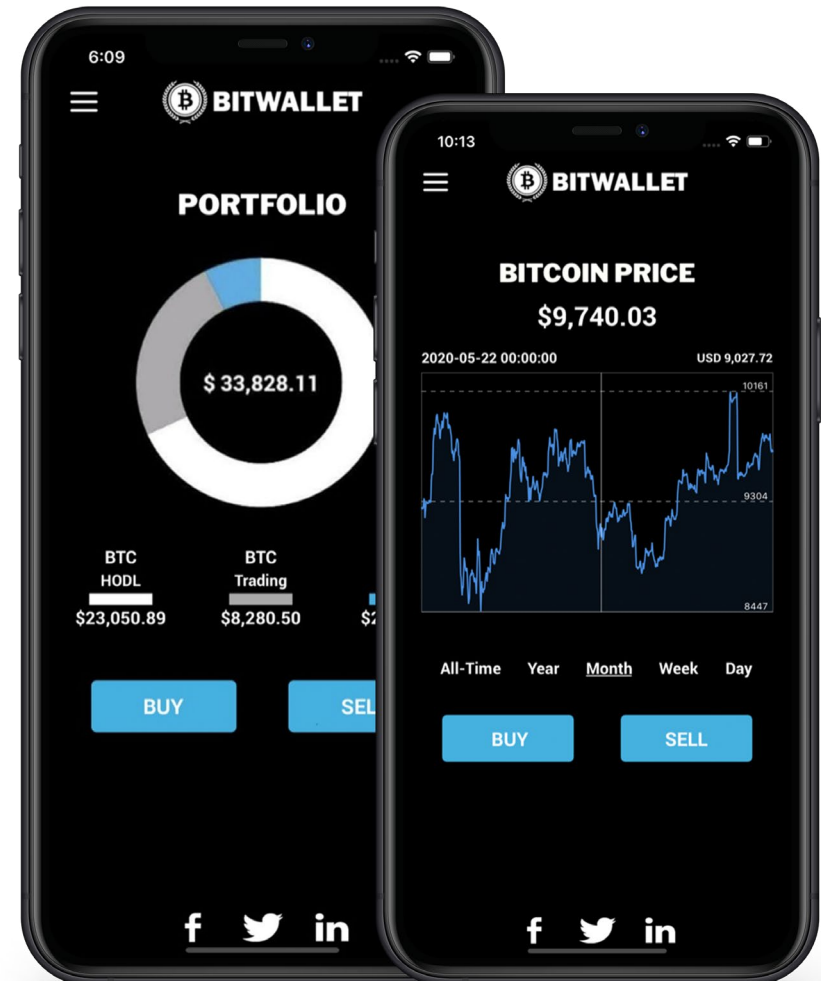 6:09
BITWALLET
PORTFOLIO
$ 33,828.11
BTC
HODL
$23,050.89
BTC
Trading
$8,280.50
$2
BUY
SEL
f
in
10:13
BITWALLET
BITCOIN PRICE
$9,740.03
2020-05-22 00:00:00 USD 9,027.72
10161
9304
8447
All-Time Year Month Week Day
BUY SELL
f
in